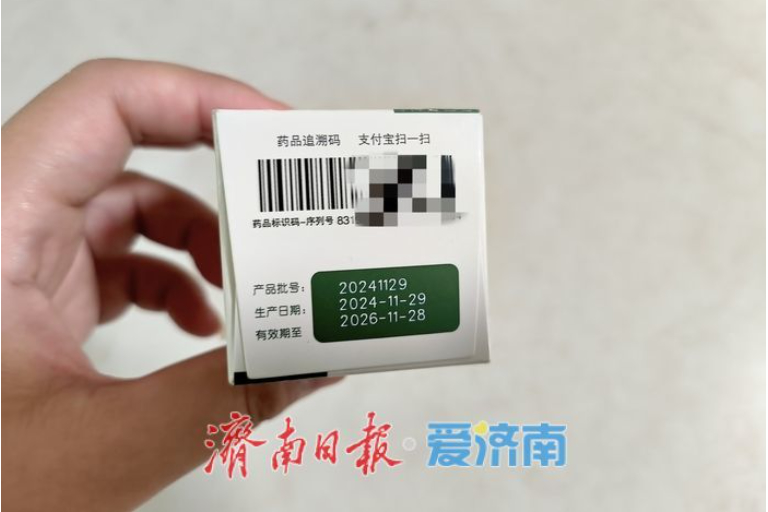 药品追溯码 支付宝扫一扫
药品标识码-序列号 831
产品批号： 20241129
生产日期： 2024-11-29
有效期至 2026-11-28
濟南日報 · 爱济南